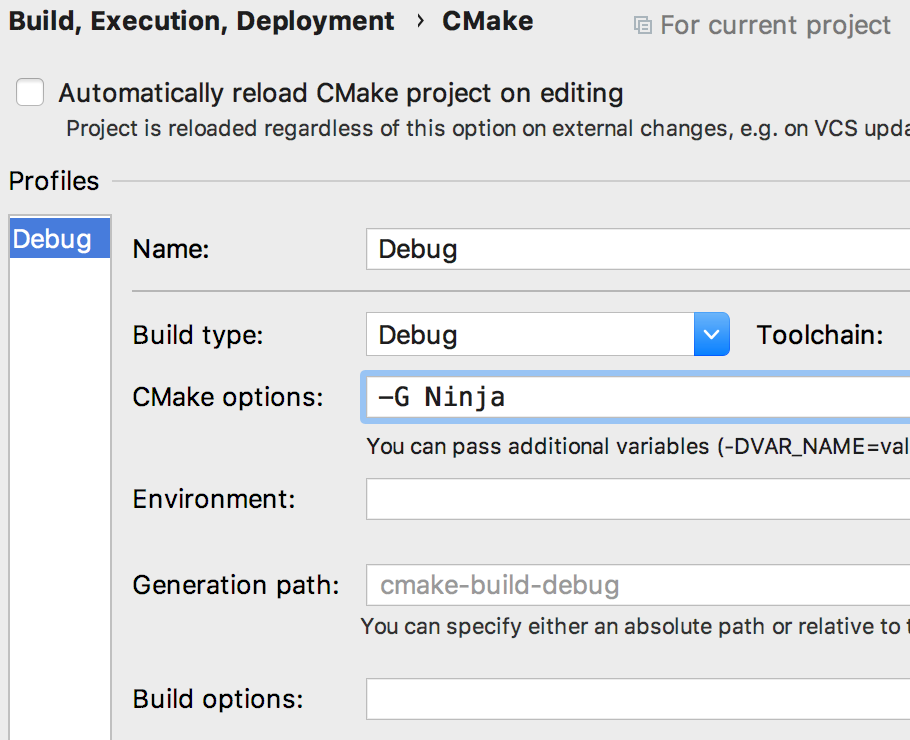 Build, Execution, Deployment › CMake For current project
Automatically reload CMake project on editing
Project is reloaded regardless of this option on external changes, e.g. on VCS upda
Profiles
Debug
Name: Debug
Build type: Debug Toolchain:
CMake options: -G Ninja
You can pass additional variables (-DVAR_NAME=val
Environment:
Generation path: cmake-build-debug
You can specify either an absolute path or relative to t
Build options: